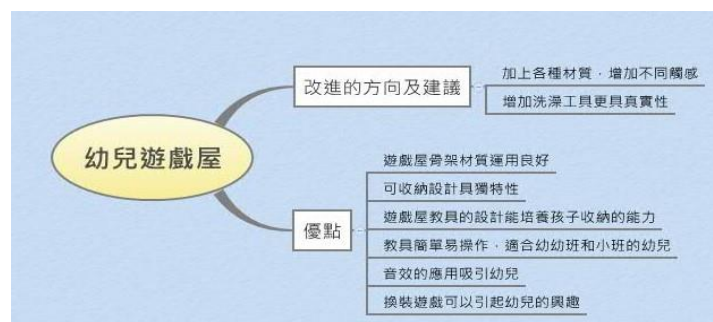 幼兒遊戲屋
改進的方向及建議
加上各種材質，增加不同觸感
增加洗澡工具更具真實性
優點
遊戲屋骨架材質運用良好
可收納設計具獨特性
遊戲屋教具的設計能培養孩子收納的能力
教具簡單易操作，適合幼幼班和小班的幼兒
音效的應用吸引幼兒
換裝遊戲可以引起幼兒的興趣